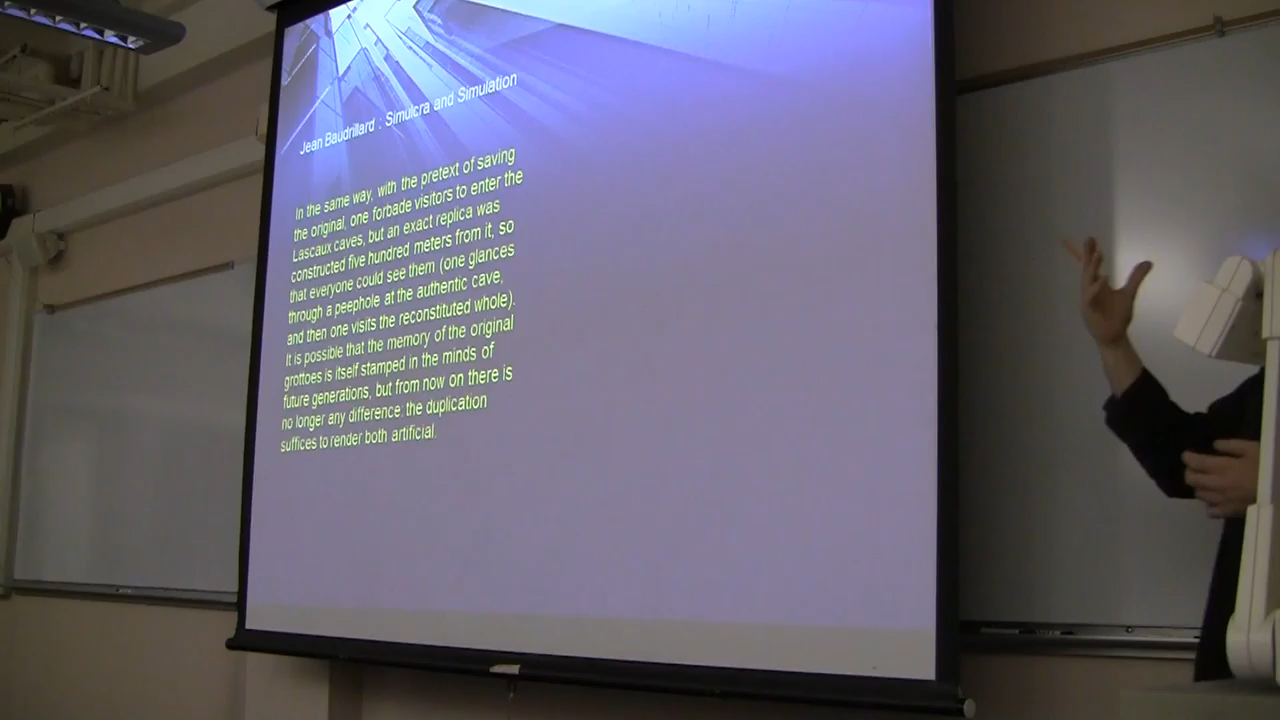 Jean Baudrillard : Simulcra and Simulation
In the same way, with the pretext of saving
the original, one forbade visitors to enter the
Lascaux caves, but an exact replica was
constructed five hundred meters from it, so
that everyone could see them (one glances
through a peephole at the authentic cave,
and then one visits the reconstituted whole).
It is possible that the memory of the original
grottoes is itself stamped in the minds of
future generations, but from now on there is
no longer any difference: the duplication
suffices to render both artificial.